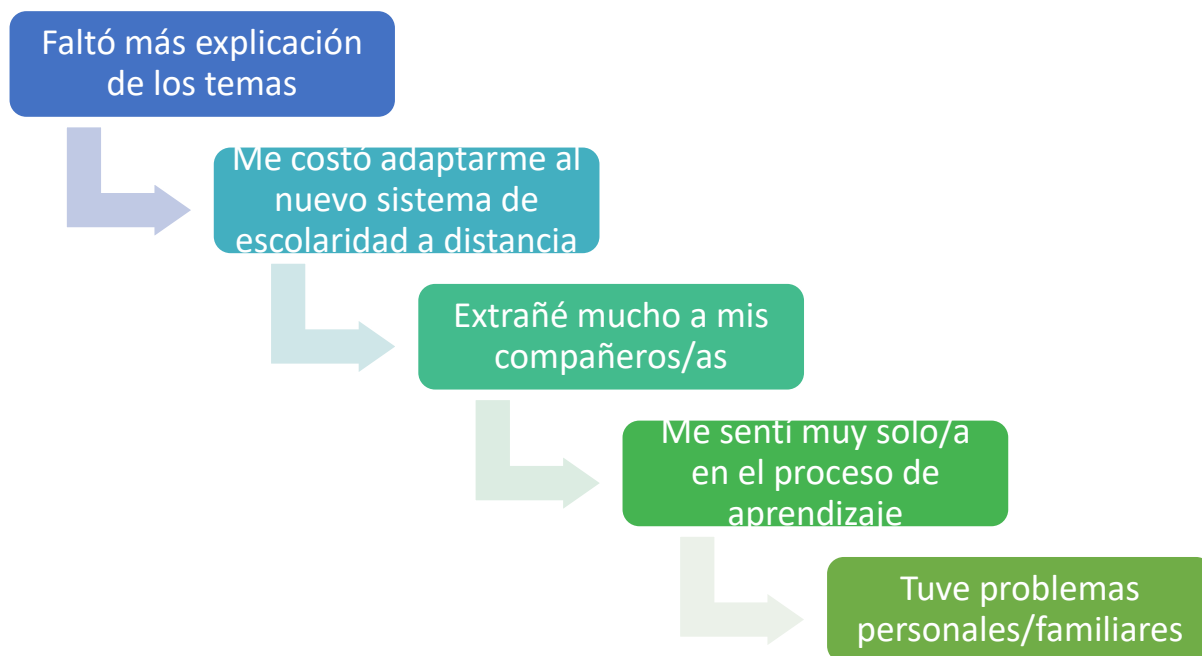 Faltó más explicación
de los temas
Me costó adaptarme al
nuevo sistema de
escolaridad a distancia
Extrañé mucho a mis
compañeros/as
Me sentí muy solo/a
en el proceso de
aprendizaje
Tuve problemas
personales/familiares